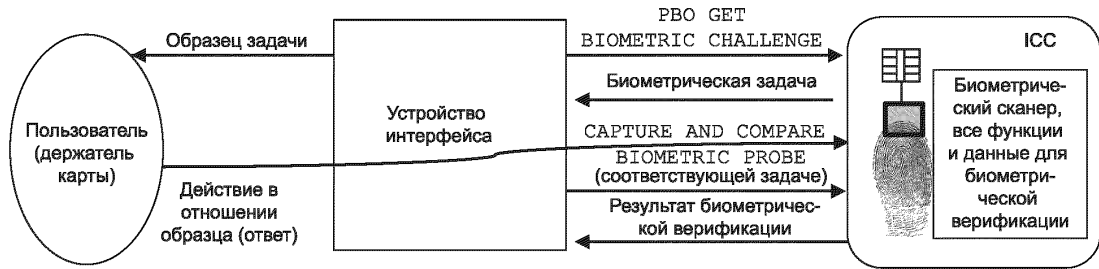 Пользователь
(держатель
карты)
Образец задачи
Действие в
отношении
образца (ответ)
Устройство
интерфейса
PBO GET
BIOMETRIC CHALLENGE
Биометрическая задача
CAPTURE AND COMPARE
BIOMETRIC PROBE
(соответствующей задаче)
Результат биометричес-
кой верификации
ICC
Биометриче-
ский сканер,
все функции
и данные для
биометри-
ческой
верификации